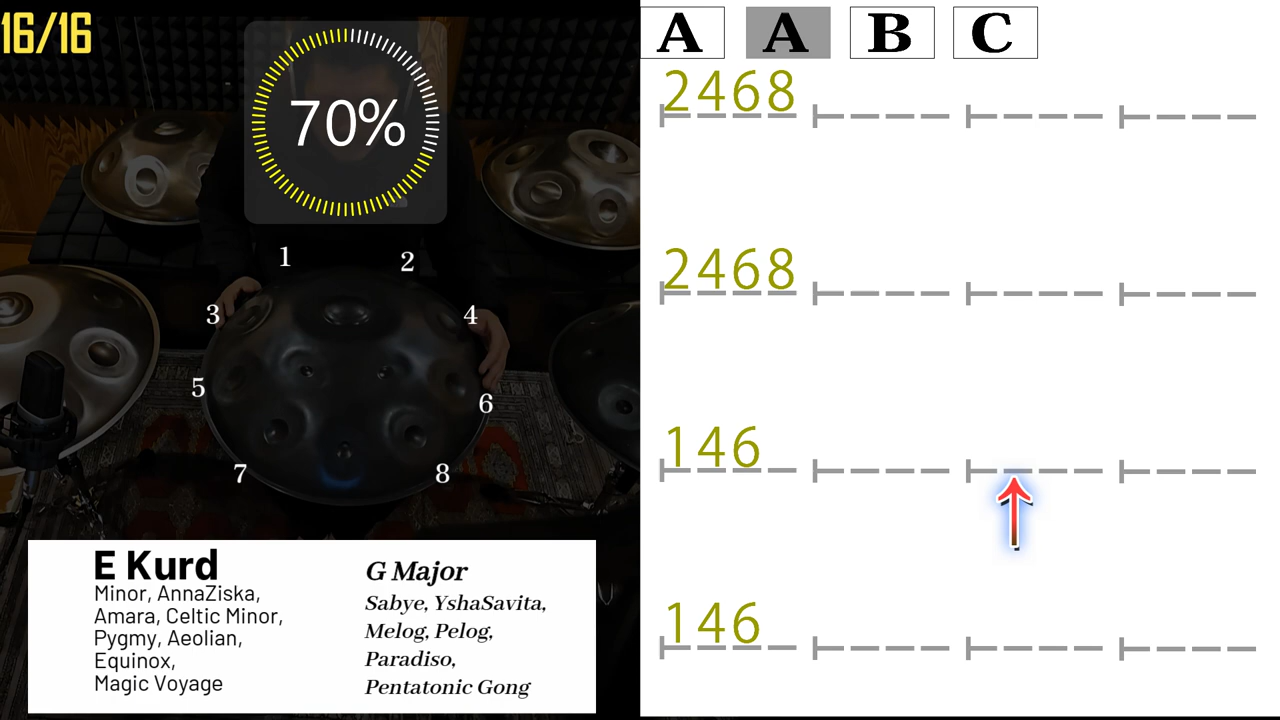 16/16
70%
1
2
3
4
5
6
7
8
E Kurd
Minor, AnnaZiska,
Amara, Celtic Minor,
Pygmy, Aeolian,
Equinox,
Magic Voyage
G Major
Sabye, YshaSavita,
Melog, Pelog,
Paradiso,
Pentatonic Gong
A A B C
2468
2468
146
146